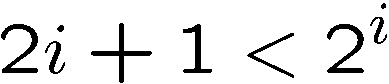 2i + 1 < 2^i